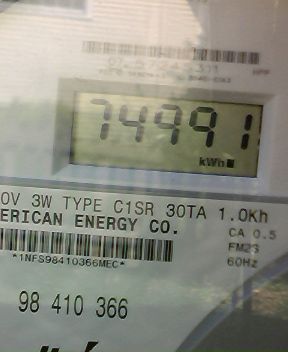 74991
kWh
0V 3W TYPE C1SR 30TA 1.0Kh
ERICAN ENERGY CO.
CA 0.5
FM2S
60Hz
*1NFS98410366MEC*
98 410 366